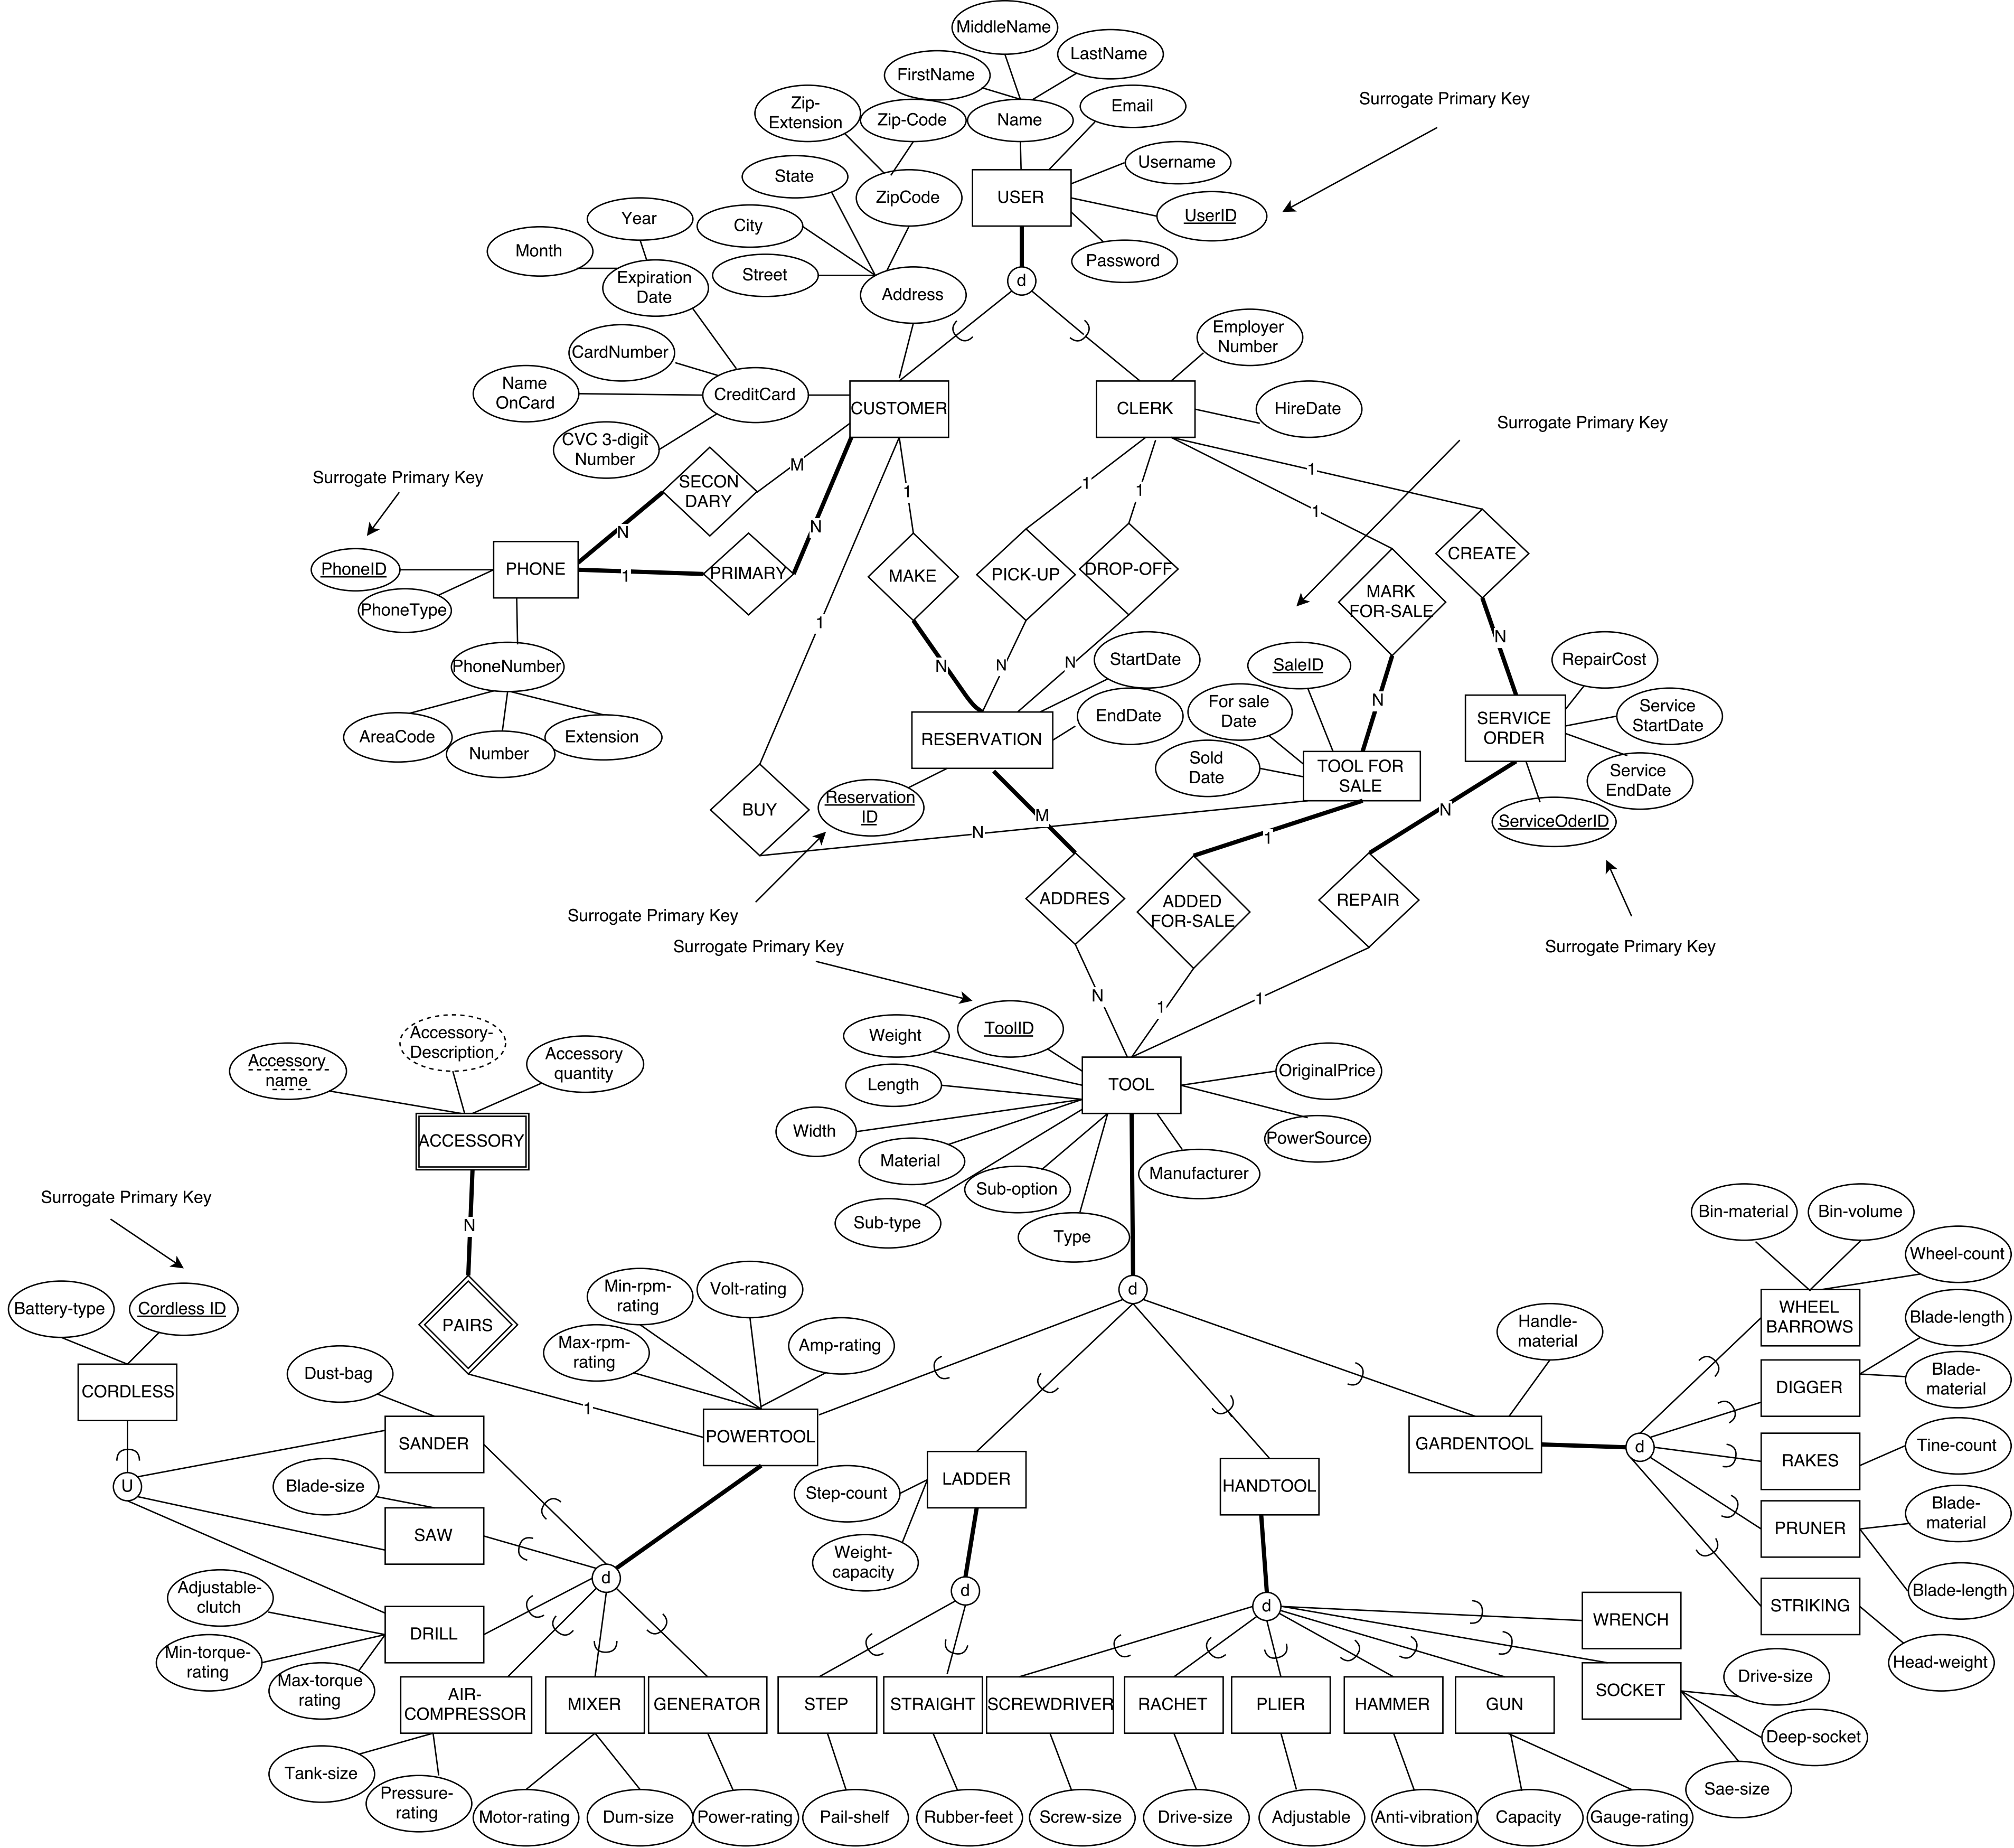 MiddleName
LastName
FirstName
Zip-
Extension
Zip-Code
Name
Email
Surrogate Primary Key
Username
State
ZipCode
USER
UserID
Year
City
Month
Street
Password
Expiration
Date
Address
d
Employer
Number
CardNumber
Name
OnCard
CreditCard
CUSTOMER
CLERK
HireDate
Surrogate Primary Key
CVC 3-digit
Number
M
1
Surrogate Primary Key
SECON
DARY
1
1
1
1
N
N
PHONE
PhoneID
1
PRIMARY
MAKE
PICK-UP
DROP-OFF
CREATE
PhoneType
MARK
FOR-SALE
1
N
PhoneNumber
N
N
N
StartDate
SaleID
RepairCost
N
AreaCode
Number
Extension
RESERVATION
EndDate
For sale
Date
SERVICE
ORDER
Service
StartDate
Sold
Date
TOOL FOR
SALE
Service
EndDate
BUY
Reservation
ID
M
N
N
1
ServiceOderID
Surrogate Primary Key
ADDRES
ADDED
FOR-SALE
REPAIR
Surrogate Primary Key
Surrogate Primary Key
N
1
1
Accessory-
Description
Weight
ToolID
Accessory
name
Accessory
quantity
Length
TOOL
OriginalPrice
ACCESSORY
Width
Material
PowerSource
Manufacturer
Sub-option
Surrogate Primary Key
N
Sub-type
Type
Bin-material
Bin-volume
Wheel-count
Battery-type
Cordless ID
PAIRS
Min-rpm-
rating
Volt-rating
d
WHEEL
BARROWS
Blade-length
Max-rpm-
rating
Amp-rating
Handle-
material
Dust-bag
CORDLESS
1
DIGGER
Blade-
material
SANDER
POWERTOOL
GARDENTOOL
d
RAKES
Tine-count
U
Blade-size
Step-count
LADDER
HANDTOOL
SAW
PRUNER
Blade-
material
Weight-
capacity
d
d
d
Adjustable-
clutch
Blade-length
DRILL
WRENCH
STRIKING
Min-torque-
rating
Max-torque
rating
Head-weight
AIR-
COMPRESSOR
MIXER
GENERATOR
STEP
STRAIGHT
SCREWDRIVER
RACHET
PLIER
HAMMER
GUN
SOCKET
Drive-size
Deep-socket
Tank-size
Pressure-
rating
Sae-size
Motor-rating
Dum-size
Power-rating
Pail-shelf
Rubber-feet
Screw-size
Drive-size
Adjustable
Anti-vibration
Capacity
Gauge-rating